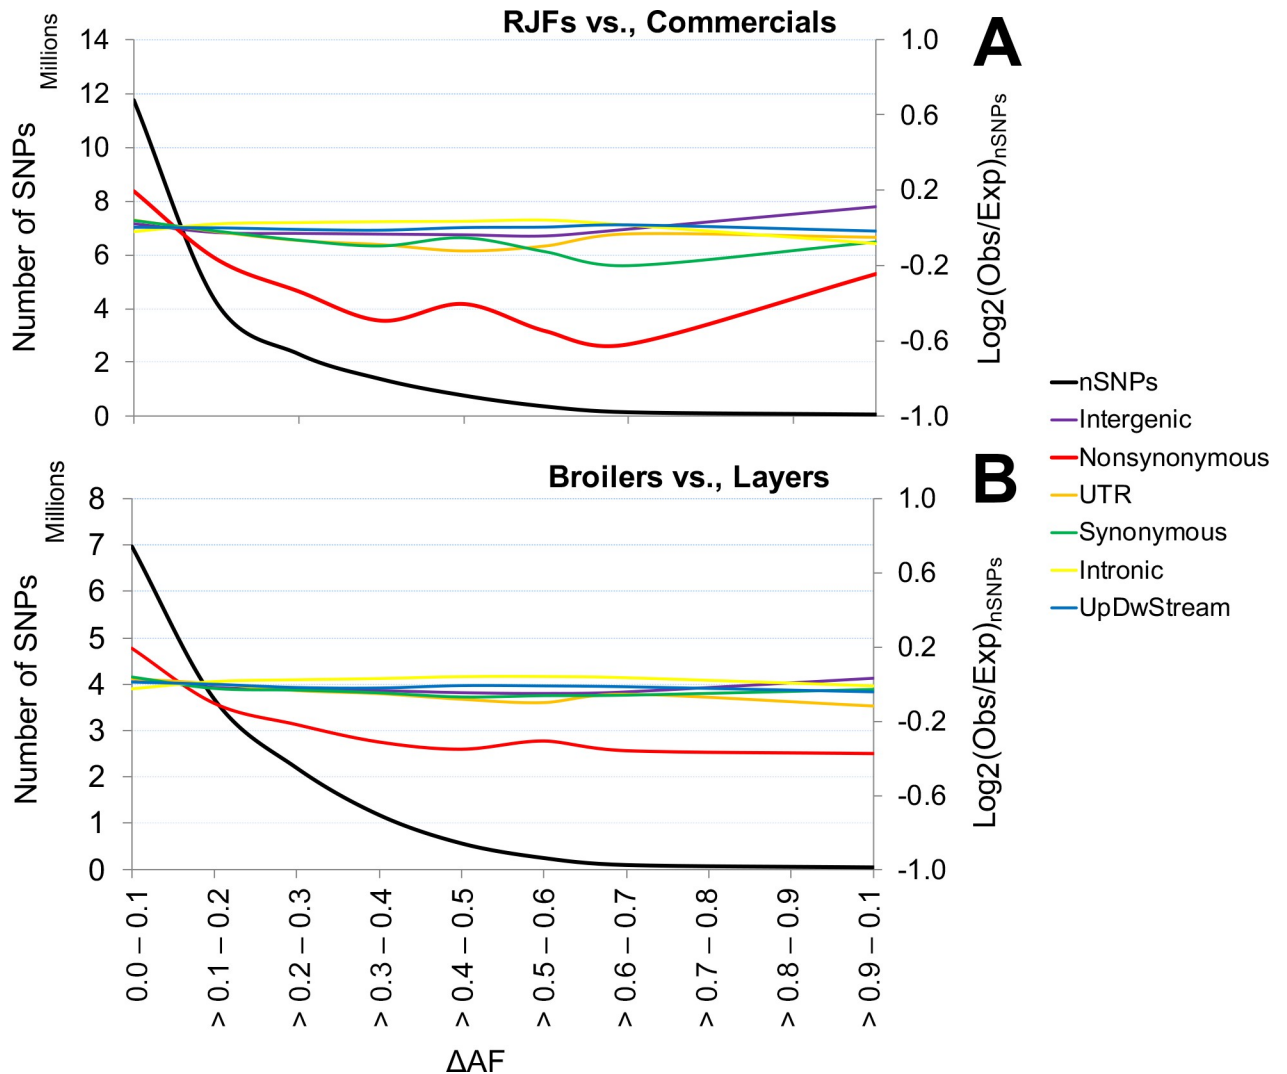 RJFs vs., Commercials
A
Millions
Number of SNPs
14
12
10
8
6
4
2
0
1.0
0.6
0.2
-0.2
-0.6
-1.0
Log2(Obs/Exp)nSNPs
nSNPs
Intergenic
Nonsynonymous
UTR
Synonymous
Intronic
UpDwStream
Broilers vs., Layers
B
Millions
Number of SNPs
8
7
6
5
4
3
2
1
0
1.0
0.6
0.2
-0.2
-0.6
-1.0
Log2(Obs/Exp)nSNPs
0.0 – 0.1
> 0.1 – 0.2
> 0.2 – 0.3
> 0.3 – 0.4
> 0.4 – 0.5
> 0.5 – 0.6
> 0.6 – 0.7
> 0.7 – 0.8
> 0.8 – 0.9
> 0.9 – 0.1
ΔAF